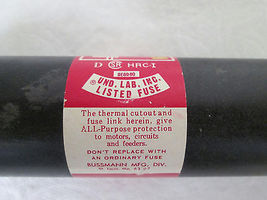 D SR HRC-I
UND. LAB. INC.
LISTED FUSE
The thermal cutout and
fuse link herein, give
ALL-Purpose protection
to motors, circuits
and feeders.
DON'T REPLACE WITH
AN ORDINARY FUSE
BUSSMANN MFG. DIV.